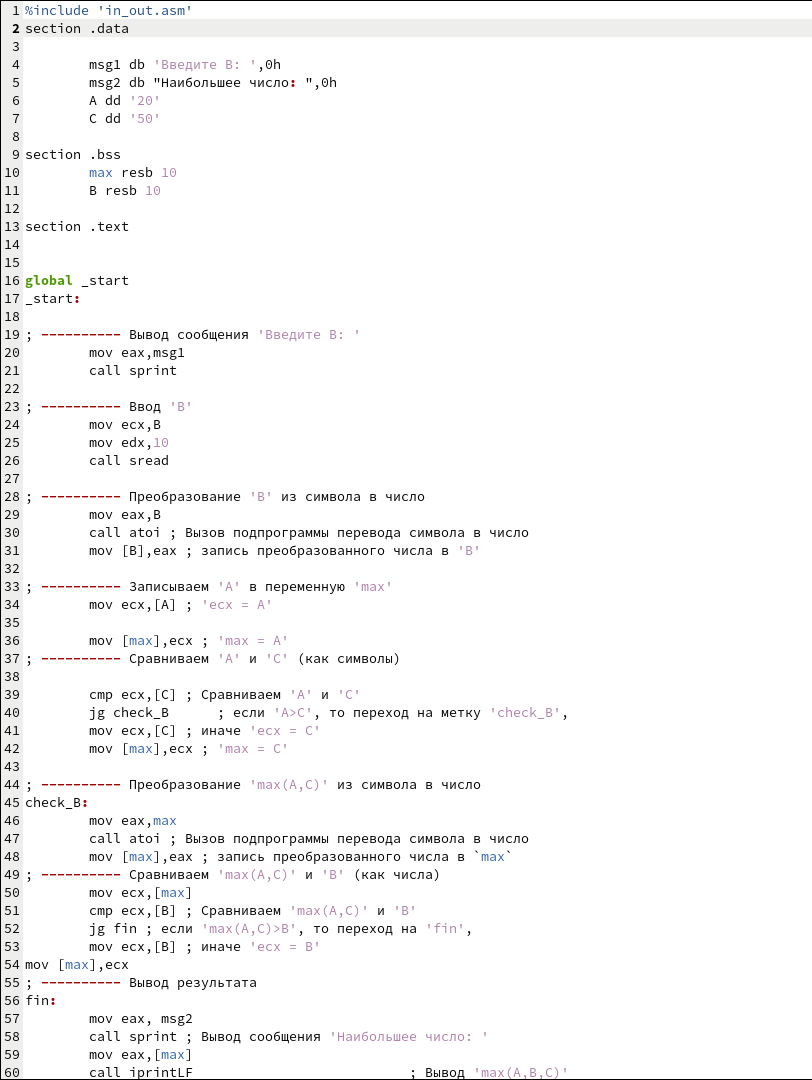 1 %include 'in_out.asm'
2 section .data
3
4 msg1 db 'Введите B: ',0h
5 msg2 db "Наибольшее число: ",0h
6 A dd '20'
7 C dd '50'
8
9 section .bss
10 max resb 10
11 B resb 10
12
13 section .text
14
15
16 global _start
17 _start:
18
19 ; ---------- Вывод сообщения 'Введите B: '
20 mov eax,msg1
21 call sprint
22
23 ; ---------- Ввод 'B'
24 mov ecx,B
25 mov edx,10
26 call sread
27
28 ; ---------- Преобразование 'B' из символа в число
29 mov eax,B
30 call atoi ; Вызов подпрограммы перевода символа в число
31 mov [B],eax ; запись преобразованного числа в 'B'
32
33 ; ---------- Записываем 'A' в переменную 'max'
34 mov ecx,[A] ; 'ecx = A'
35
36 mov [max],ecx ; 'max = A'
37 ; ---------- Сравниваем 'A' и 'С' (как символы)
38
39 cmp ecx,[C] ; Сравниваем 'A' и 'С'
40 jg check_B ; если 'A>C', то переход на метку 'check_B',
41 mov ecx,[C] ; иначе 'ecx = C'
42 mov [max],ecx ; 'max = C'
43
44 ; ---------- Преобразование 'max(A,C)' из символа в число
45 check_B:
46 mov eax,max
47 call atoi ; Вызов подпрограммы перевода символа в число
48 mov [max],eax ; запись преобразованного числа в `max`
49 ; ---------- Сравниваем 'max(A,C)' и 'B' (как числа)
50 mov ecx,[max]
51 cmp ecx,[B] ; Сравниваем 'max(A,C)' и 'B'
52 jg fin ; если 'max(A,C)>B', то переход на 'fin',
53 mov ecx,[B] ; иначе 'ecx = B'
54 mov [max],ecx
55 ; ---------- Вывод результата
56 fin:
57 mov eax, msg2
58 call sprint ; Вывод сообщения 'Наибольшее число: '
59 mov eax,[max]
60 call iprintLF ; Вывод 'max(A,B,C)'